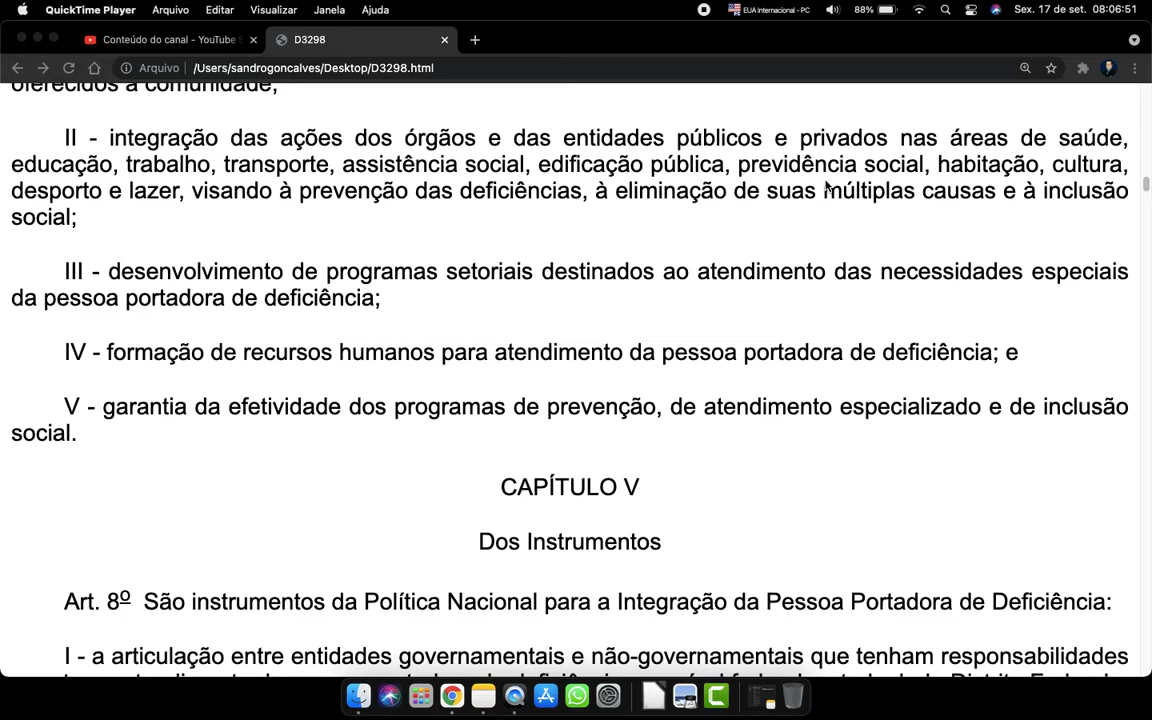 QuickTime Player Arquivo Editar Visualizar Janela Ajuda EUA Internacional - PC 88% Sex. 17 de set. 08:06:51
Conteúdo do canal - YouTube D3298
Arquivo /Users/sandrogoncalves/Desktop/D3298.html
oferecidos à comunidade;
II - integração das ações dos órgãos e das entidades públicos e privados nas áreas de saúde,
educação, trabalho, transporte, assistência social, edificação pública, previdência social, habitação, cultura,
desporto e lazer, visando à prevenção das deficiências, à eliminação de suas múltiplas causas e à inclusão
social;
III - desenvolvimento de programas setoriais destinados ao atendimento das necessidades especiais
da pessoa portadora de deficiência;
IV - formação de recursos humanos para atendimento da pessoa portadora de deficiência; e
V - garantia da efetividade dos programas de prevenção, de atendimento especializado e de inclusão
social.
CAPÍTULO V
Dos Instrumentos
Art. 8º São instrumentos da Política Nacional para a Integração da Pessoa Portadora de Deficiência:
I - a articulação entre entidades governamentais e não-governamentais que tenham responsabilidades